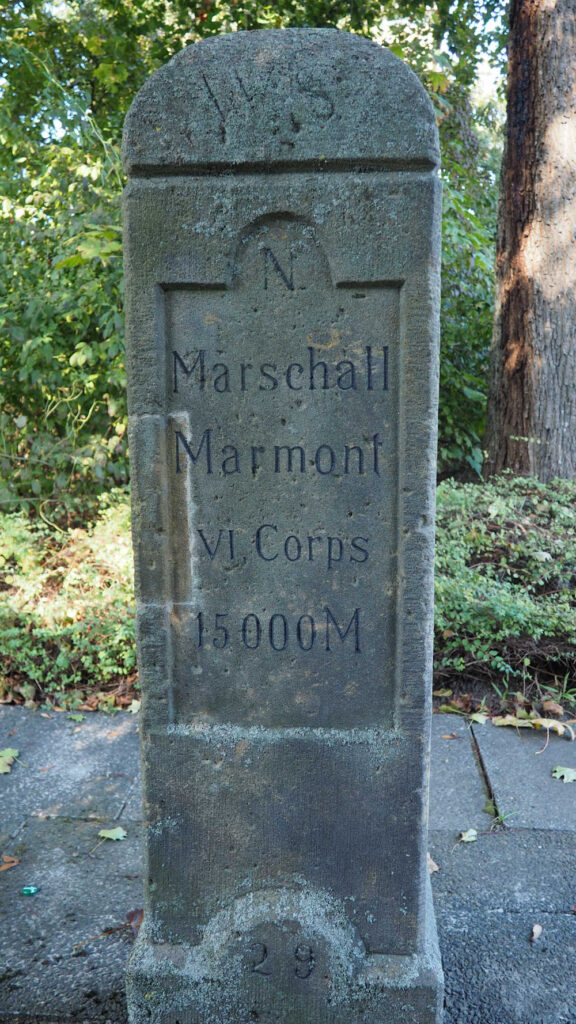 N.
Marschall
Marmont
VI. Corps
15000M
29